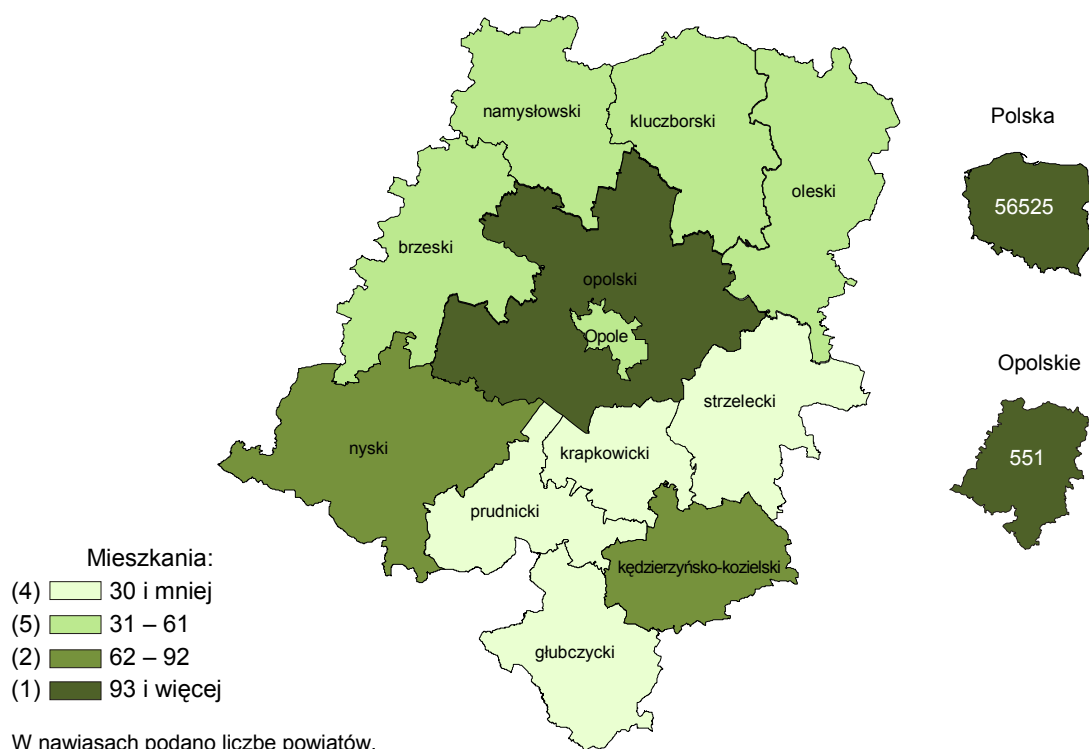 namysłowski
kluczborski
oleski
brzeski
opolski
Opole
strzelecki
nyski
krapkowicki
prudnicki
kędzierzyńsko-kozielski
głubczycki
Polska
56525
Opolskie
551
Mieszkania:
(4) 30 i mniej
(5) 31 – 61
(2) 62 – 92
(1) 93 i więcej
W nawiasach podano liczbę powiatów.